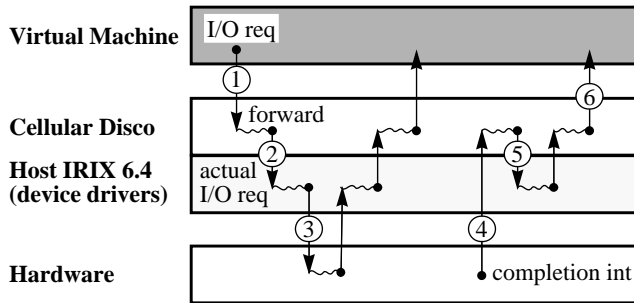 Virtual Machine
I/O req
1
6
Cellular Disco
forward
2
5
Host IRIX 6.4
(device drivers)
actual
I/O req
3
4
Hardware
completion int